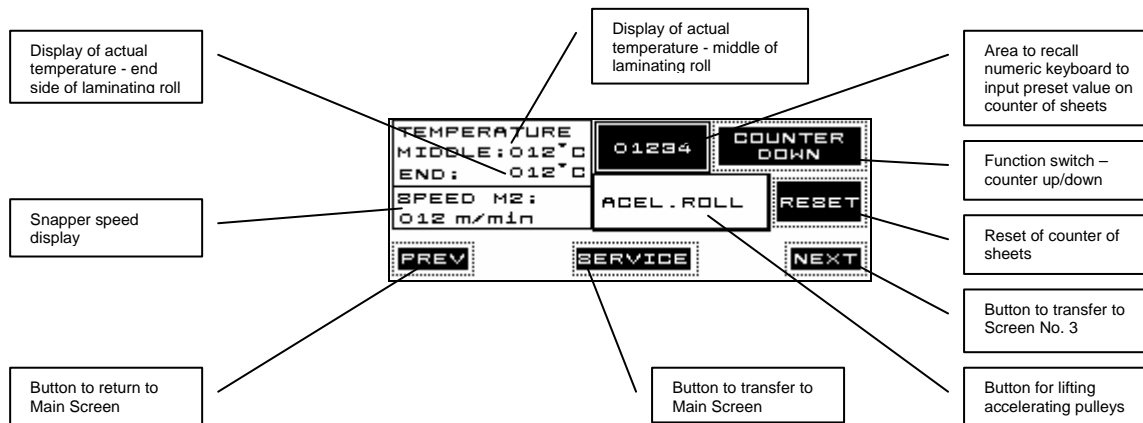 Display of actual
temperature - end
side of laminating roll
Display of actual
temperature - middle of
laminating roll
Area to recall
numeric keyboard to
input preset value on
counter of sheets
TEMPERATURE
MIDDLE:012°C
END: 012°C
01234
COUNTER
DOWN
Function switch –
counter up/down
SPEED M2:
012 m/min
ACEL.ROLL
RESET
Snapper speed
display
Reset of counter of
sheets
PREV
SERVICE
NEXT
Button to transfer to
Screen No. 3
Button to return to
Main Screen
Button to transfer to
Main Screen
Button for lifting
accelerating pulleys